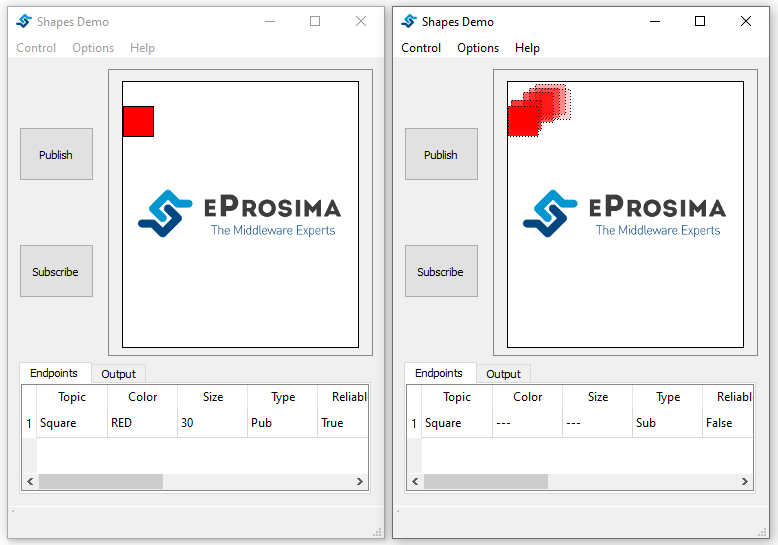 Shapes Demo
Control Options Help
Publish
Subscribe
EPROSIMA
The Middleware Experts
Endpoints Output
Topic Color Size Type Reliabl
1 Square RED 30 Pub True
Shapes Demo
Control Options Help
Publish
Subscribe
EPROSIMA
The Middleware Experts
Endpoints Output
Topic Color Size Type Reliabl
1 Square --- --- Sub False